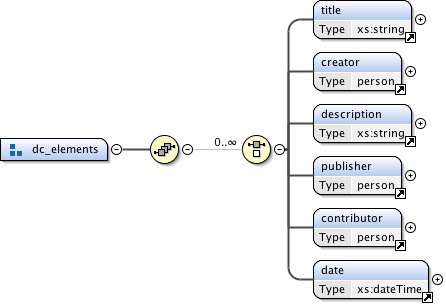 title
Type xs:string
creator
Type person
description
Type xs:string
dc_elements
0..∞
publisher
Type person
contributor
Type person
date
Type xs:dateTime